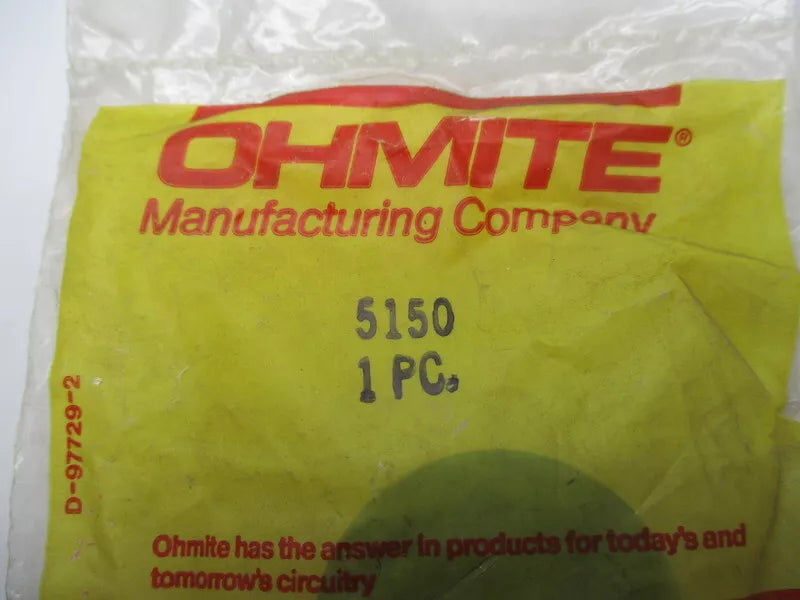 OHMITE®
Manufacturing Company
5150
1 PC.
D-97729-2
Ohmite has the answer in products for today's and
tomorrow's circuitry